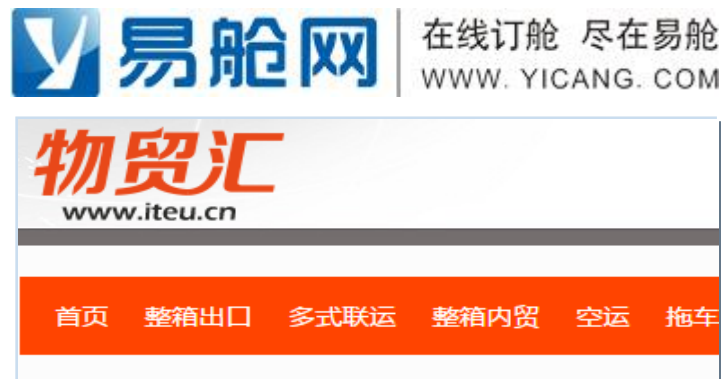 易舱网
在线订舱 尽在易舱
WWW. YICANG. COM
物贸汇
www.iteu.cn
首页 整箱出口 多式联运 整箱内贸 空运 拖车